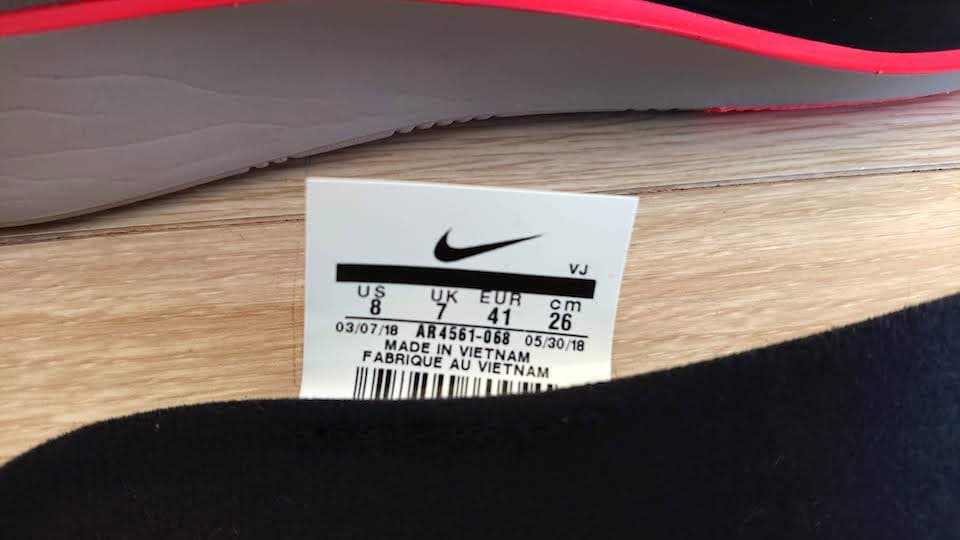 VJ
US UK EUR cm
8 7 41 26
03/07/18 AR4561-068 05/30/18
MADE IN VIETNAM
FABRIQUE AU VIETNAM